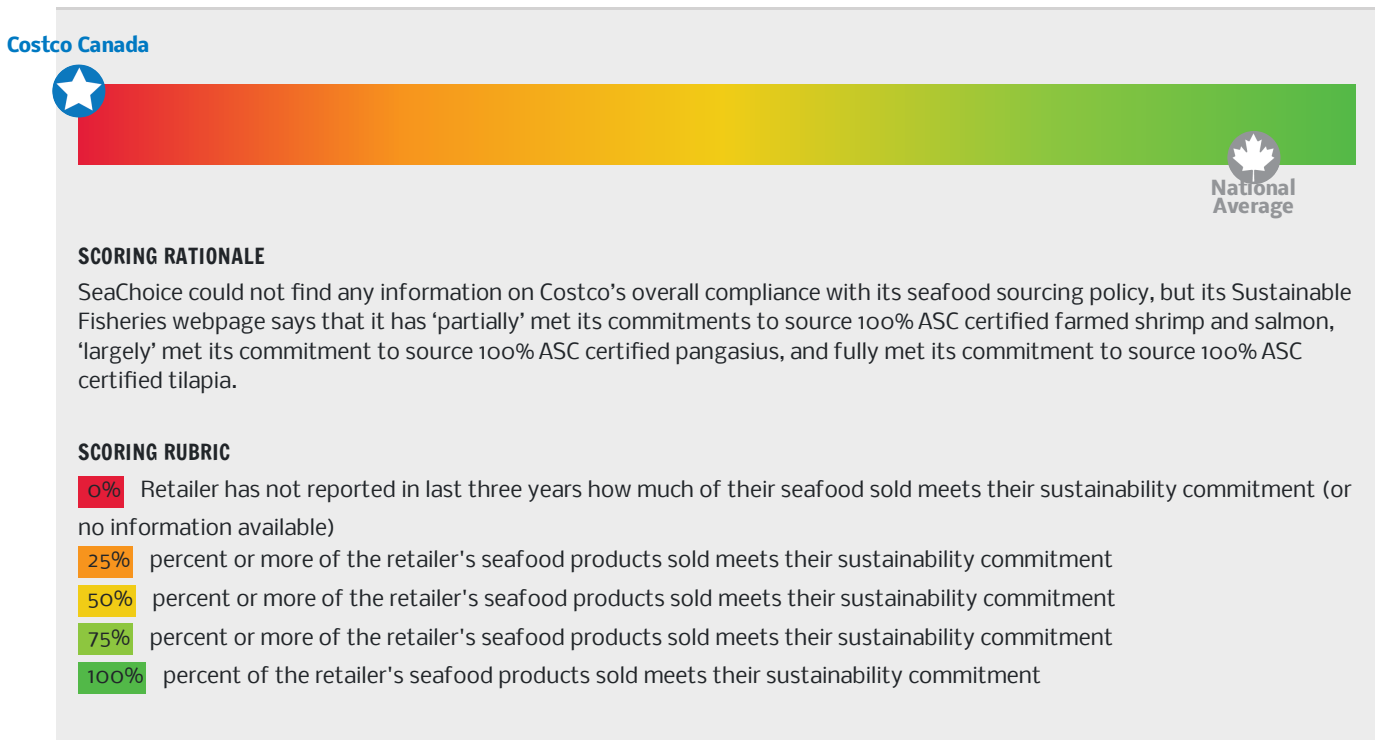 Costco Canada
National
Average
SCORING RATIONALE
SeaChoice could not find any information on Costco’s overall compliance with its seafood sourcing policy, but its Sustainable
Fisheries webpage says that it has ‘partially’ met its commitments to source 100% ASC certified farmed shrimp and salmon,
‘largely’ met its commitment to source 100% ASC certified pangasius, and fully met its commitment to source 100% ASC
certified tilapia.
SCORING RUBRIC
0% Retailer has not reported in last three years how much of their seafood sold meets their sustainability commitment (or
no information available)
25% percent or more of the retailer's seafood products sold meets their sustainability commitment
50% percent or more of the retailer's seafood products sold meets their sustainability commitment
75% percent or more of the retailer's seafood products sold meets their sustainability commitment
100% percent of the retailer's seafood products sold meets their sustainability commitment